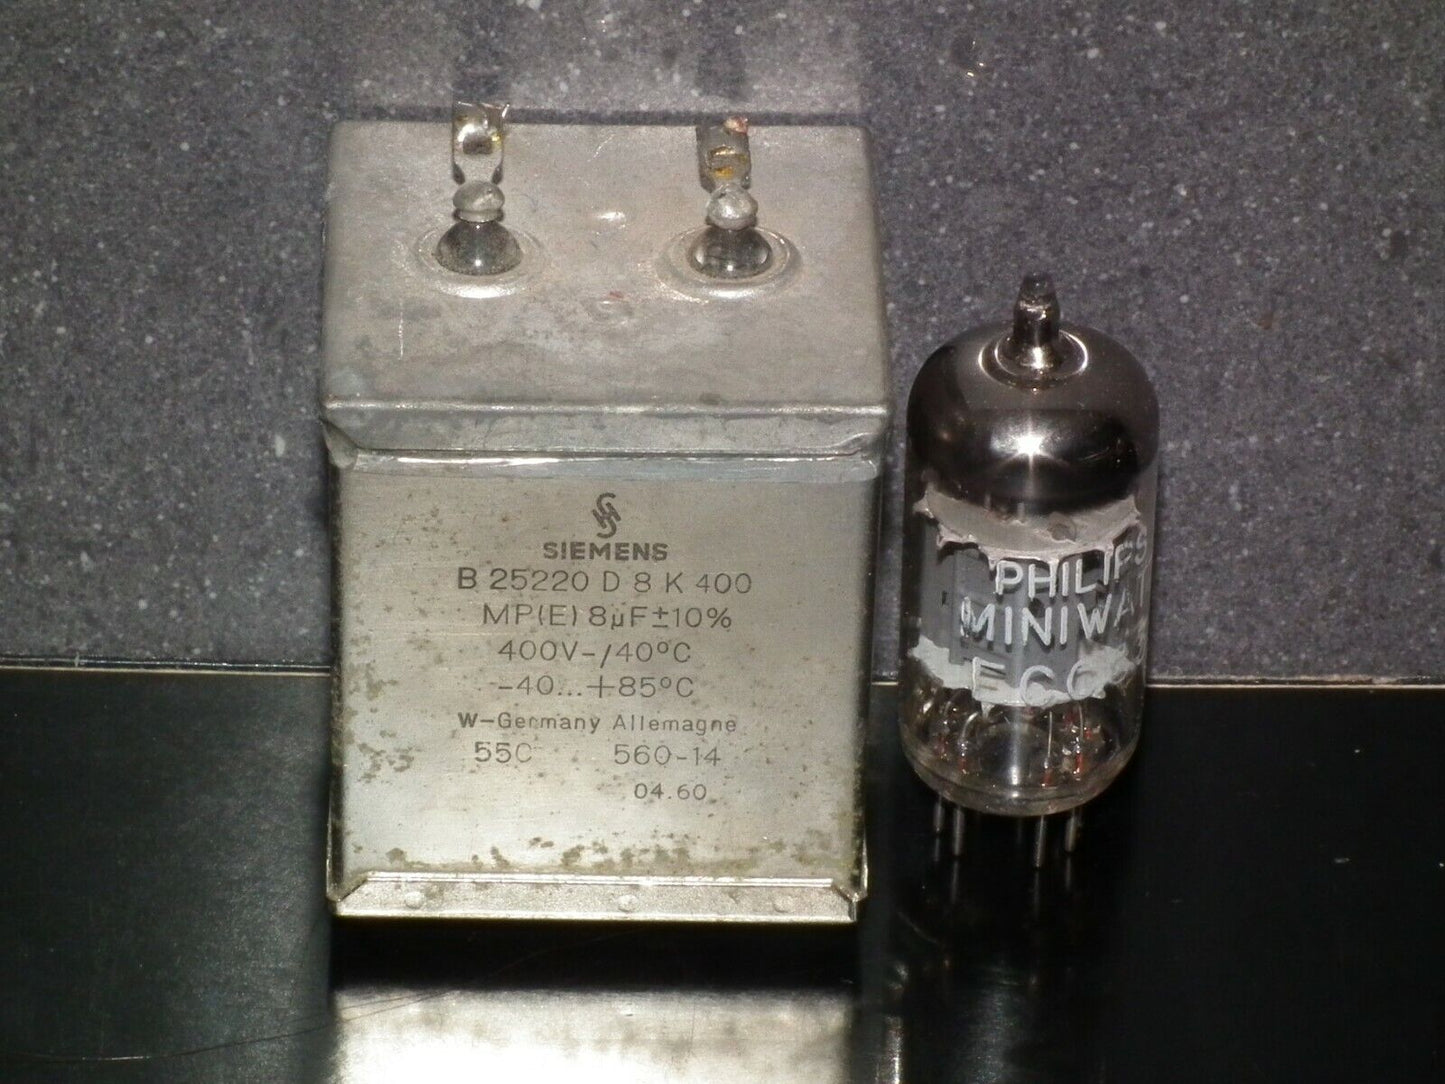 SIEMENS
B 25220 D 8 K 400
MP(E) 8µF±10%
400V-/40°C
-40...+85°C
W-Germany Allemagne
55C 560-14
04.60
PHILIPS
MINIWAT
ECC